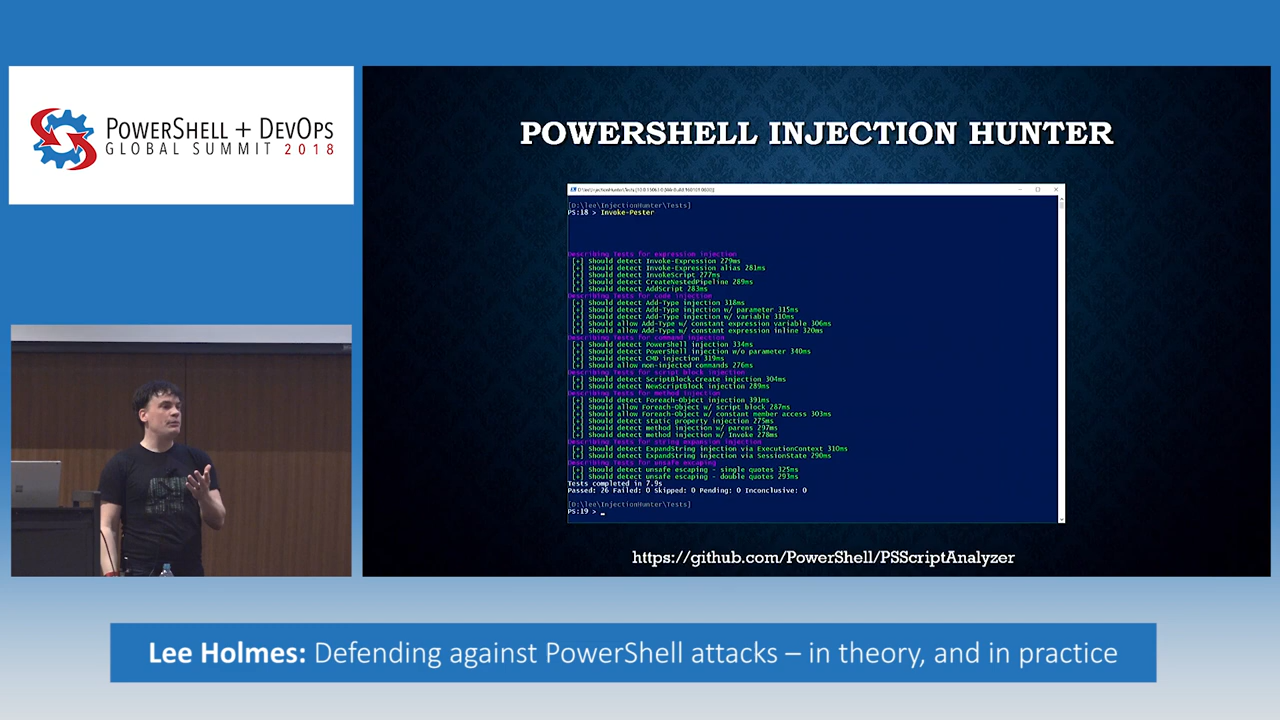 POWERSHELL + DEVOPS
GLOBAL SUMMIT 2018
POWERSHELL INJECTION HUNTER
[D:\lee\InjectionHunter\Tests]
PS:18 > Invoke-Pester
Describing Tests for expression injection
[+] Should detect Invoke-Expression 279ms
[+] Should detect Invoke-Expression alias 281ms
[+] Should detect InvokeScript 277ms
[+] Should detect CreateNestedPipeline 289ms
[+] Should detect AddScript 283ms
Describing Tests for code injection
[+] Should detect Add-Type injection 318ms
[+] Should detect Add-Type injection w/ parameter 315ms
[+] Should detect Add-Type injection w/ variable 310ms
[+] Should allow Add-Type w/ constant expression variable 306ms
[+] Should allow Add-Type w/ constant expression inline 320ms
Describing Tests for command injection
[+] Should detect PowerShell injection 334ms
[+] Should detect PowerShell injection w/o parameter 340ms
[+] Should detect CMD injection 319ms
[+] Should allow non-injected commands 276ms
Describing Tests for script block injection
[+] Should detect ScriptBlock.Create injection 304ms
[+] Should detect NewScriptBlock injection 289ms
Describing Tests for method injection
[+] Should detect Foreach-Object injection 391ms
[+] Should allow Foreach-Object w/ script block 287ms
[+] Should allow Foreach-Object w/ constant member access 303ms
[+] Should detect static property injection 275ms
[+] Should detect method injection w/ parens 297ms
[+] Should detect method injection w/ Invoke 278ms
Describing Tests for string expansion injection
[+] Should detect ExpandString injection via ExecutionContext 310ms
[+] Should detect ExpandString injection via SessionState 290ms
Describing Tests for unsafe escaping
[+] Should detect unsafe escaping - single quotes 325ms
[+] Should detect unsafe escaping - double quotes 293ms
Tests completed in 7.9s
Passed: 26 Failed: 0 Skipped: 0 Pending: 0 Inconclusive: 0
[D:\lee\InjectionHunter\Tests]
PS:19 > _
https://github.com/PowerShell/PSScriptAnalyzer
Lee Holmes: Defending against PowerShell attacks – in theory, and in practice